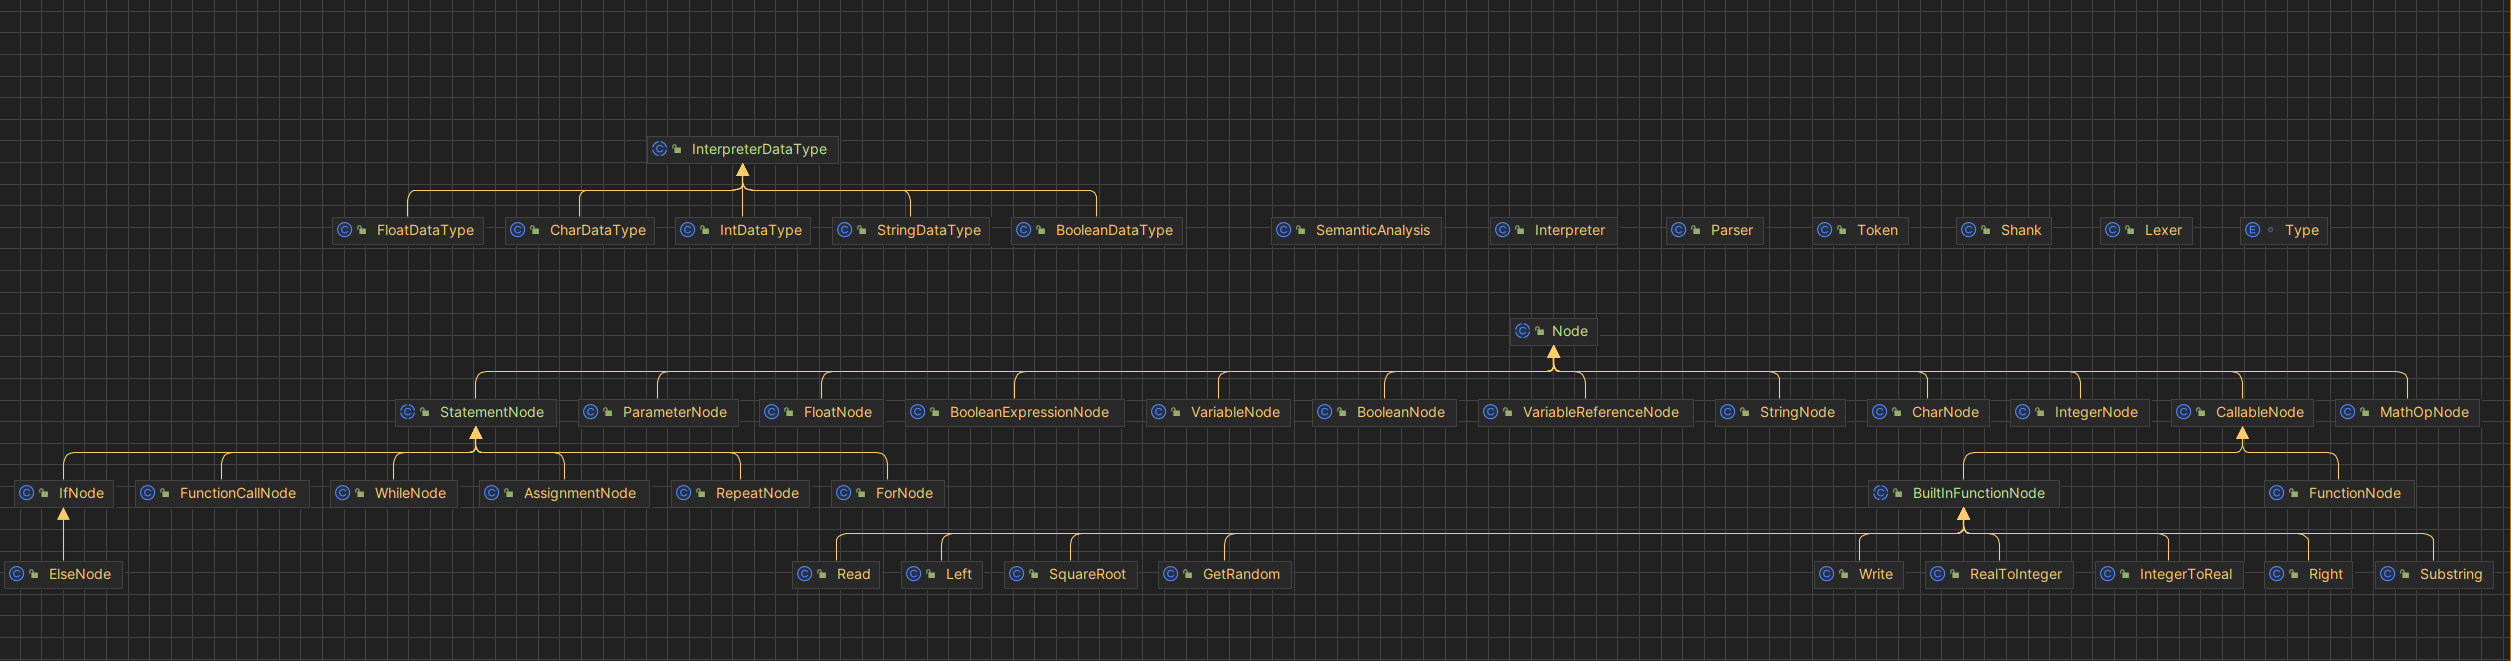 InterpreterDataType
FloatDataType CharDataType IntDataType StringDataType BooleanDataType SemanticAnalysis Interpreter Parser Token Shank Lexer Type
Node
StatementNode ParameterNode FloatNode BooleanExpressionNode VariableNode BooleanNode VariableReferenceNode StringNode CharNode IntegerNode CallableNode MathOpNode
IfNode FunctionCallNode WhileNode AssignmentNode RepeatNode ForNode BuiltInFunctionNode FunctionNode
ElseNode Read Left SquareRoot GetRandom Write RealToInteger IntegerToReal Right Substring